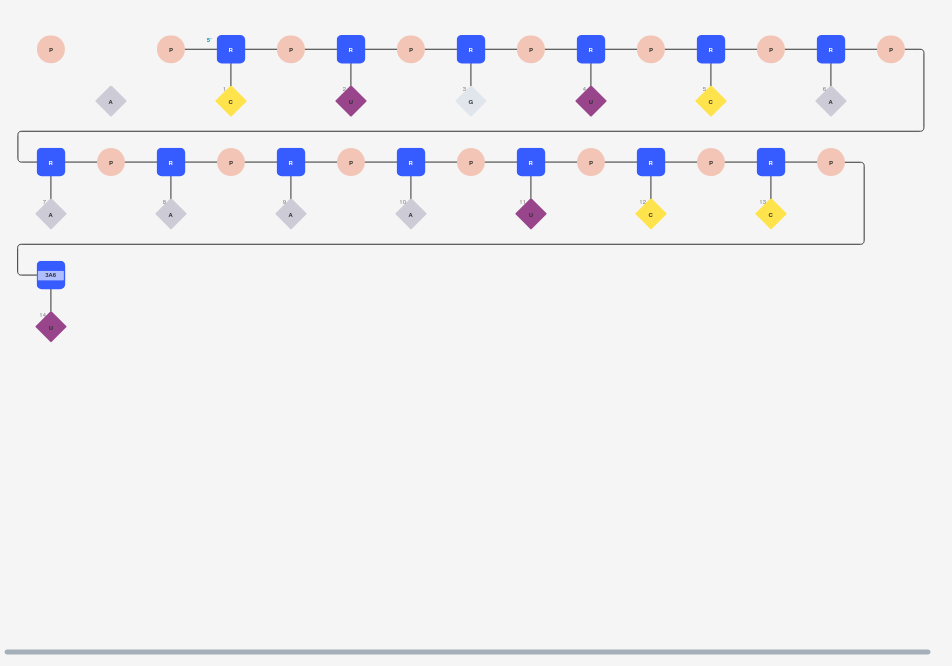 P P 5' R P R P R P R P R P R P
A 1 C 2 U 3 G 4 U 5 C 6 A
R P R P R P R P R P R P R P
7 A 8 A 9 A 10 A 11 U 12 C 13 C
3A6
14 U